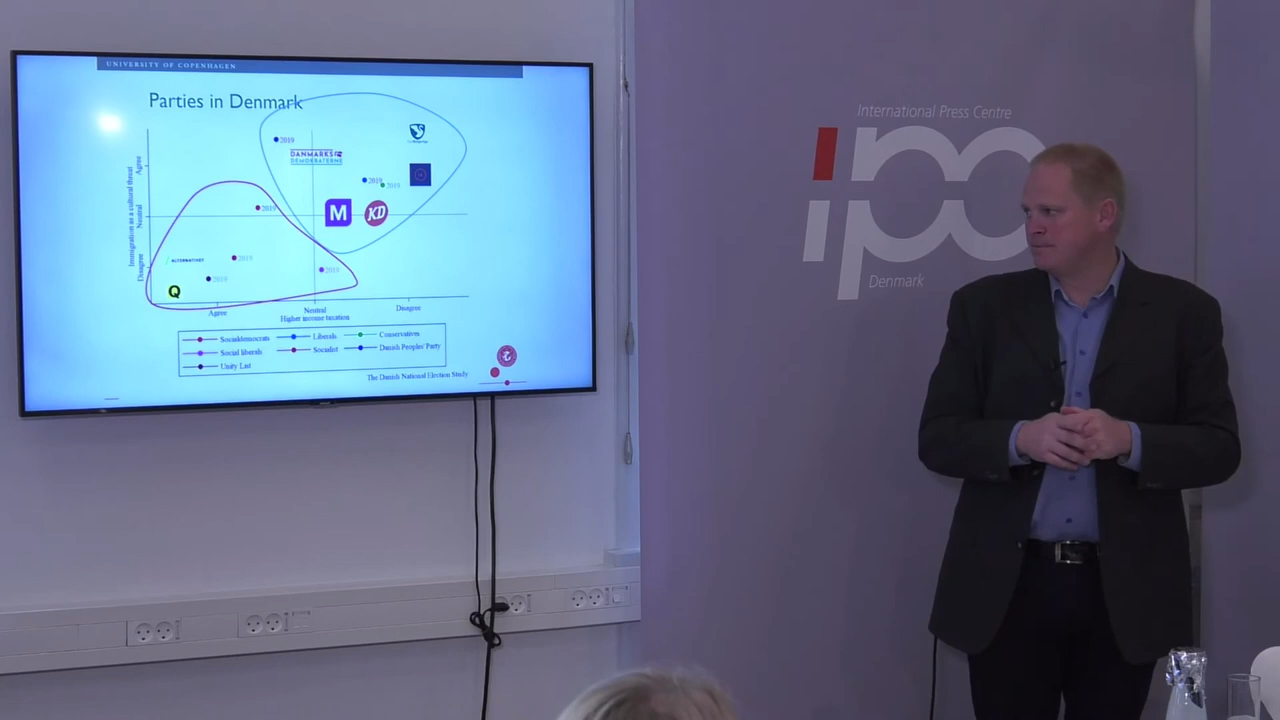 UNIVERSITY OF COPENHAGEN
Parties in Denmark
2019
DANMARKS
DEMOKRATERNE
2019
2019
2019
M
KD
ALTERNATIVET
2019
2019
2019
Q
Immigration as a cultural threat
Disagree Neutral Agree
Agree Neutral Disagree
Higher income taxation
Socialdemocrats Liberals Conservatives
Social liberals Socialist Danish Peoples' Party
Unity List
The Danish National Election Study
International Press Centre
ipc
ipc
Denmark